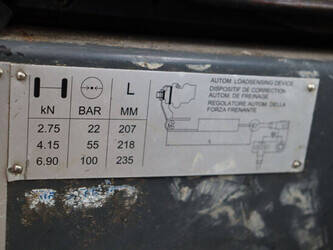 L
AUTOM. LOADSENSING DEVICE
DISPOSITIF DE CORRECTION
AUTOM. DE FREINAGE
REGOLATORE AUTOM. DELLA
FORZA FRENANTE
kN BAR MM
2.75 22 207
4.15 55 218
6.90 100 235